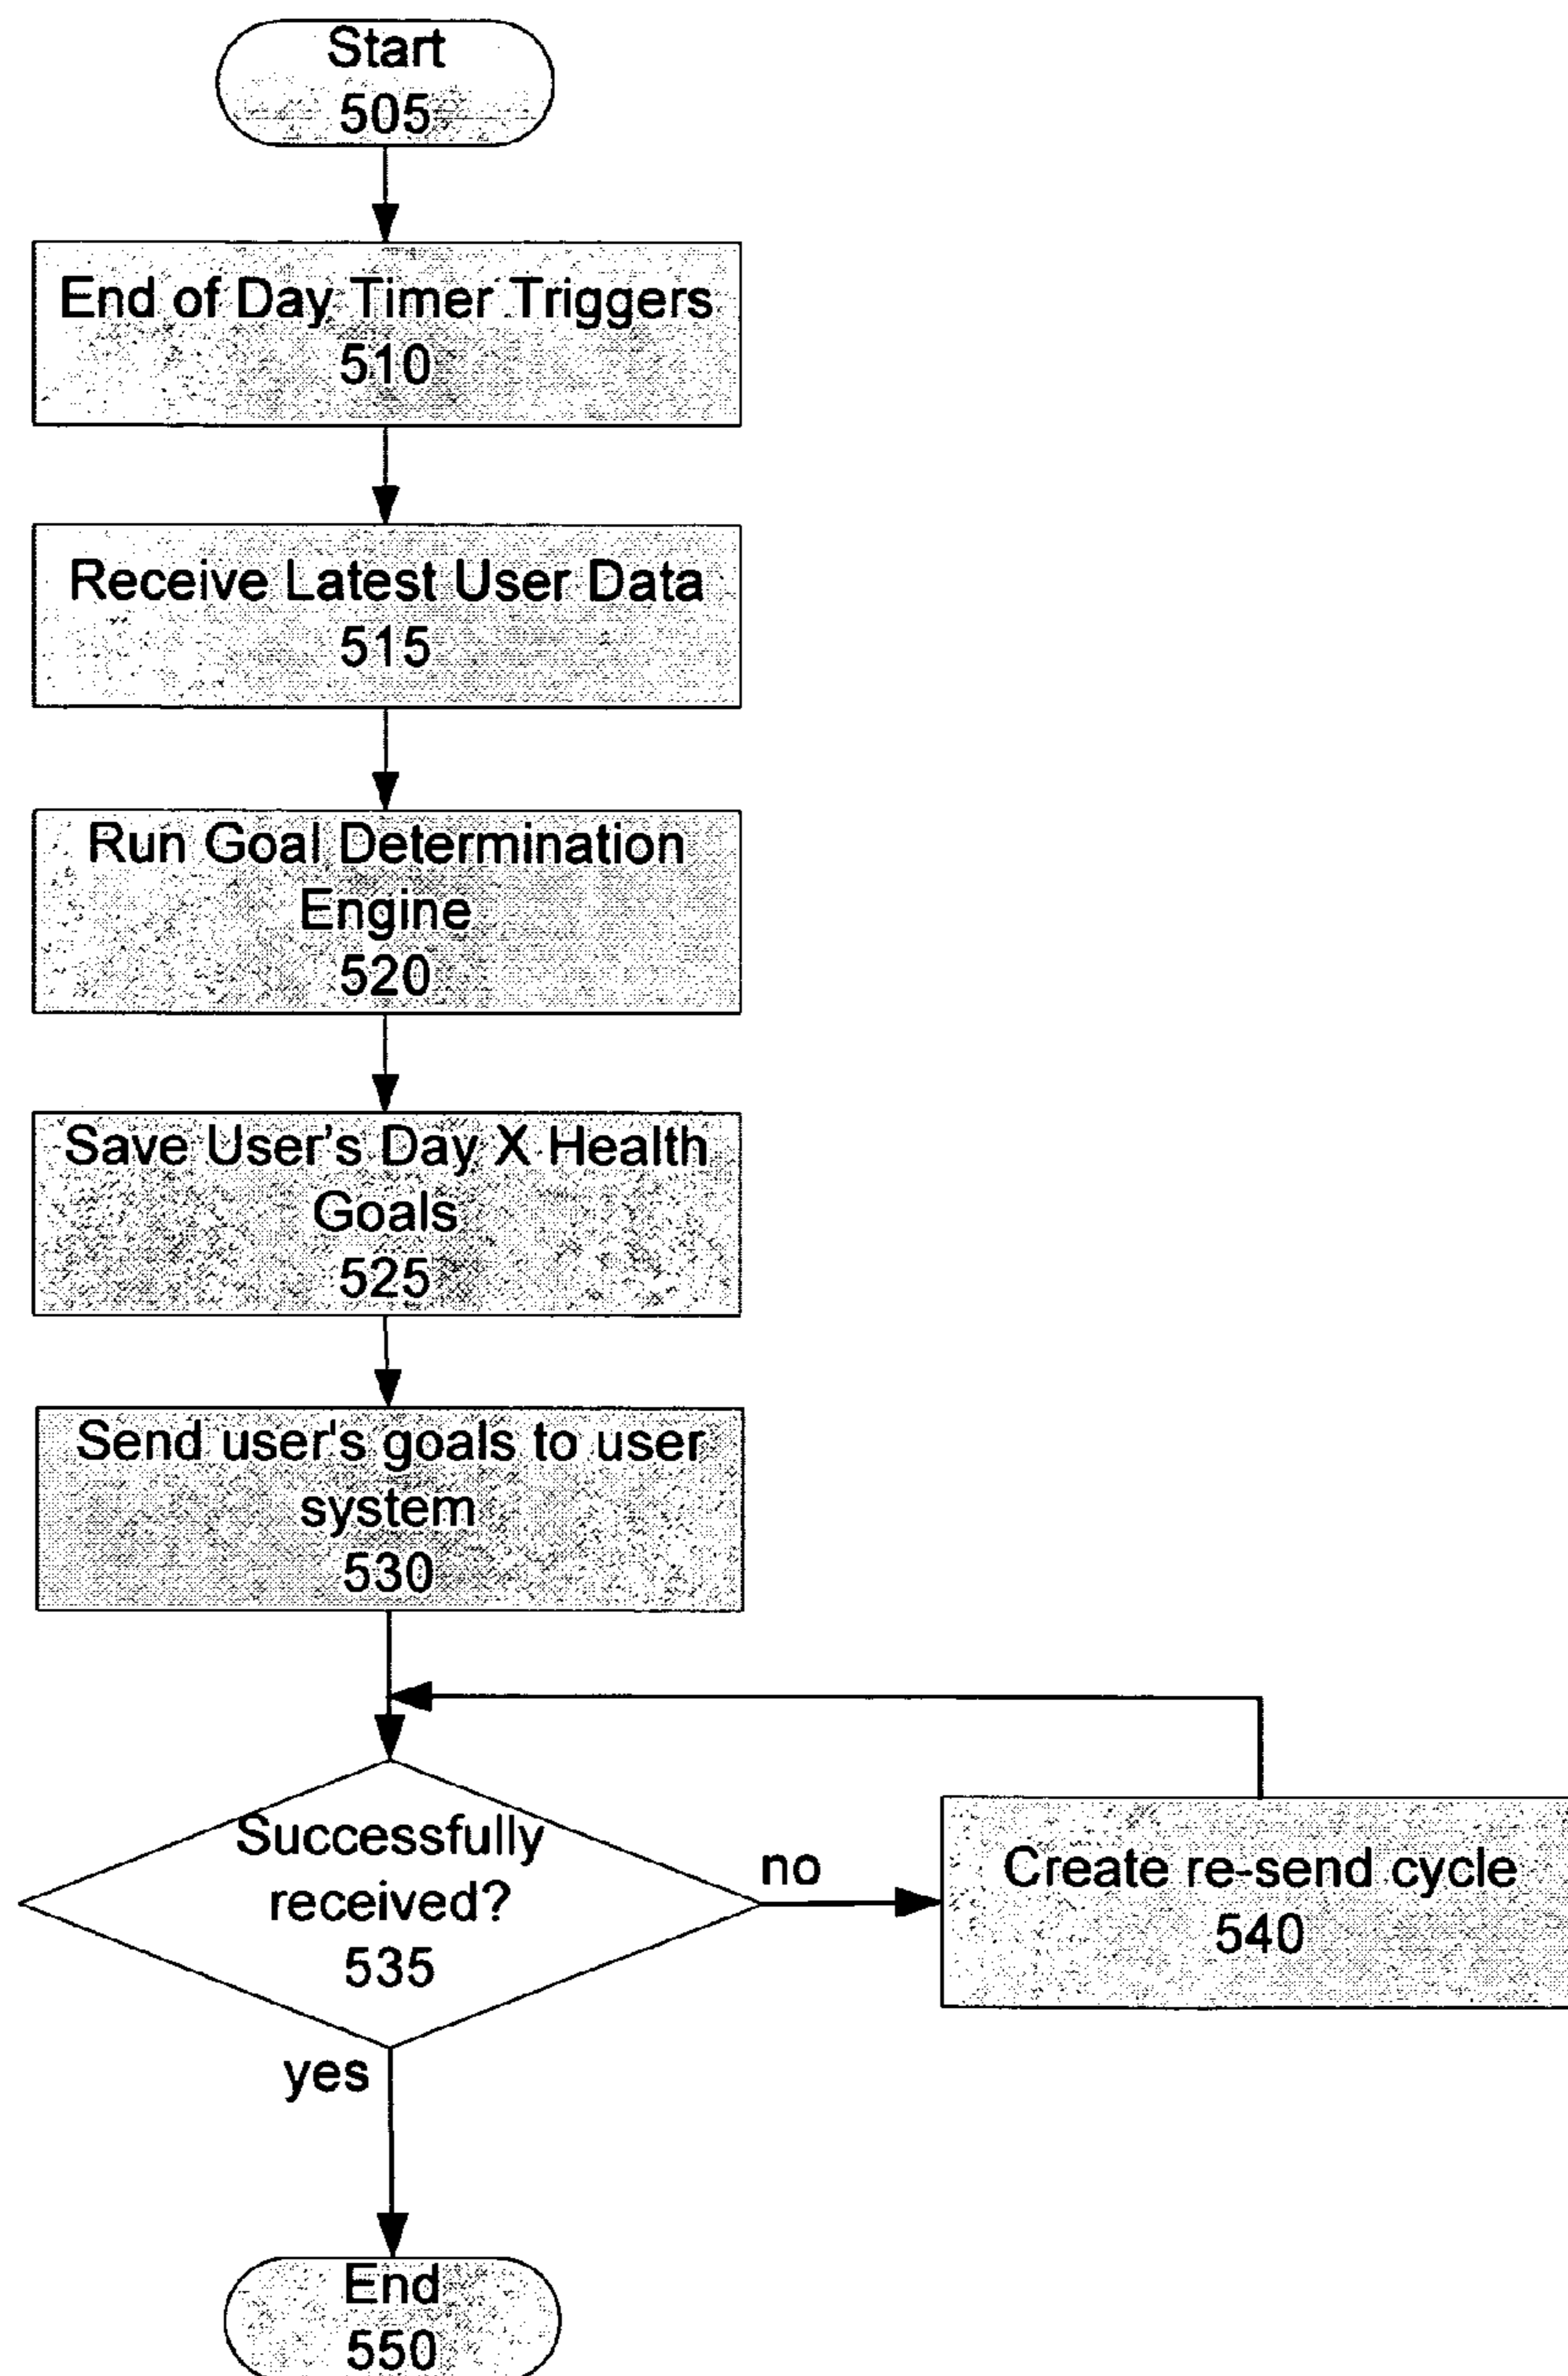 Start
505
End of Day Timer Triggers
510
Receive Latest User Data
515
Run Goal Determination
Engine
520
Save User's Day X Health
Goals
525
Send user's goals to user
system
530
Successfully
received?
535
no
Create re-send cycle
540
yes
End
550